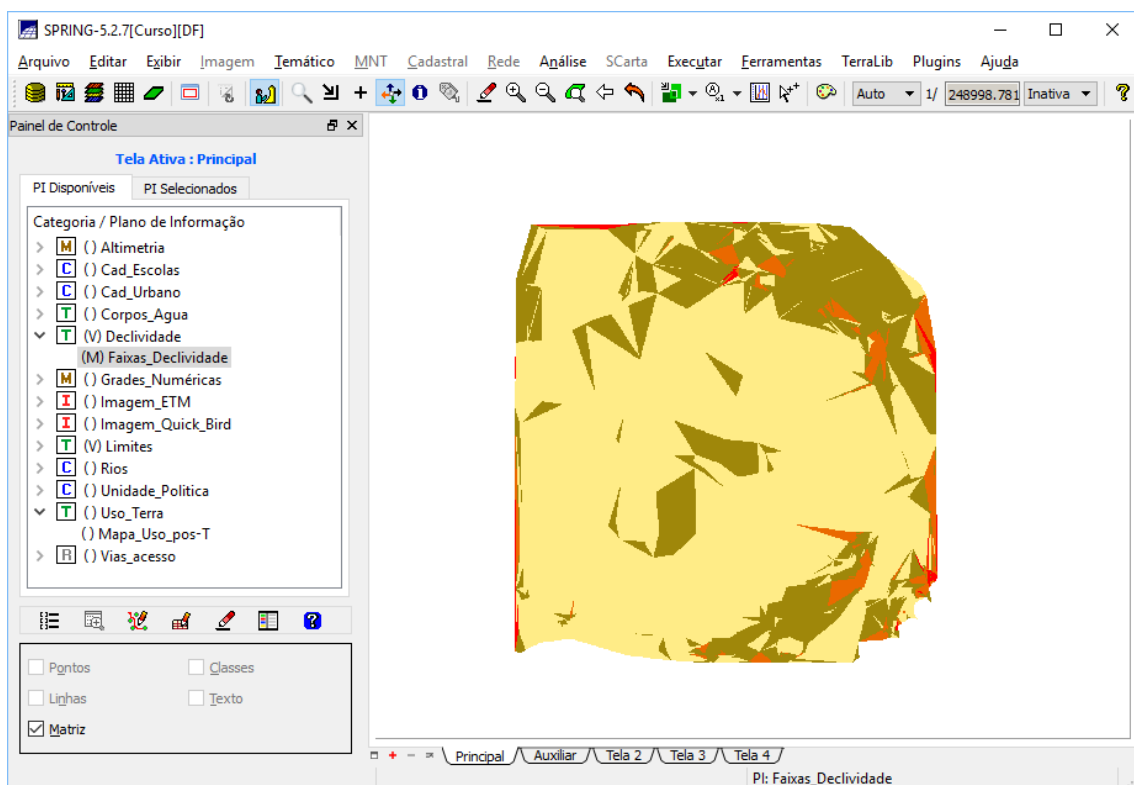 SPRING-5.2.7[Curso][DF]
Arquivo Editar Exibir Imagem Temático MNT Cadastral Rede Análise SCarta Executar Ferramentas TerraLib Plugins Ajuda
Auto 1/ 248998.781 Inativa
Painel de Controle
Tela Ativa : Principal
PI Disponíveis PI Selecionados
Categoria / Plano de Informação
M ( ) Altimetria
C ( ) Cad_Escolas
C ( ) Cad_Urbano
T ( ) Corpos_Agua
T (V) Declividade
(M) Faixas_Declividade
M ( ) Grades_Numéricas
I ( ) Imagem_ETM
I ( ) Imagem_Quick_Bird
T (V) Limites
C ( ) Rios
C ( ) Unidade_Politica
T ( ) Uso_Terra
( ) Mapa_Uso_pos-T
R ( ) Vias_acesso
Pontos Classes
Linhas Texto
Matriz
Principal Auxiliar Tela 2 Tela 3 Tela 4
PI: Faixas_Declividade